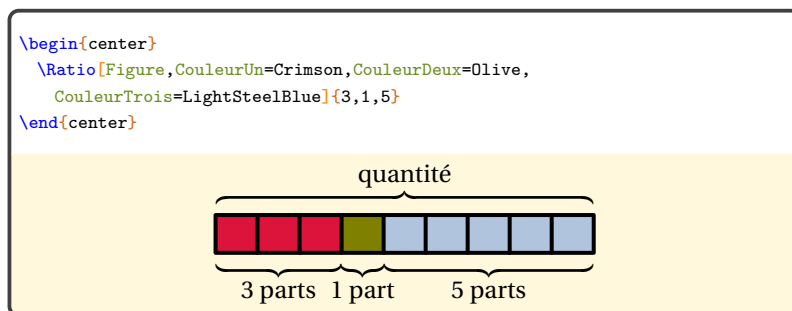 \begin{center}
\Ratio[Figure,CouleurUn=Crimson,CouleurDeux=Olive,
CouleurTrois=LightSteelBlue]{3,1,5}
\end{center}
quantité
3 parts 1 part 5 parts